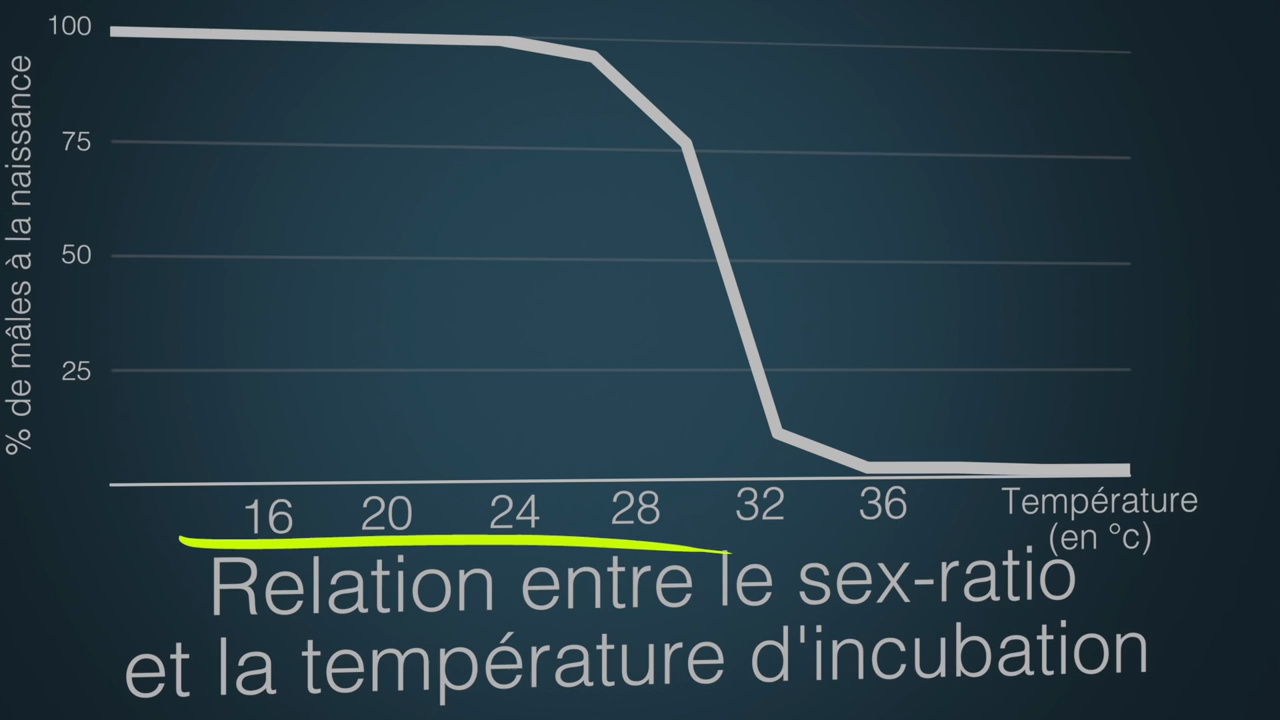 % de mâles à la naissance
100
75
50
25
16 20 24 28 32 36
Température
(en °c)
Relation entre le sex-ratio
et la température d'incubation